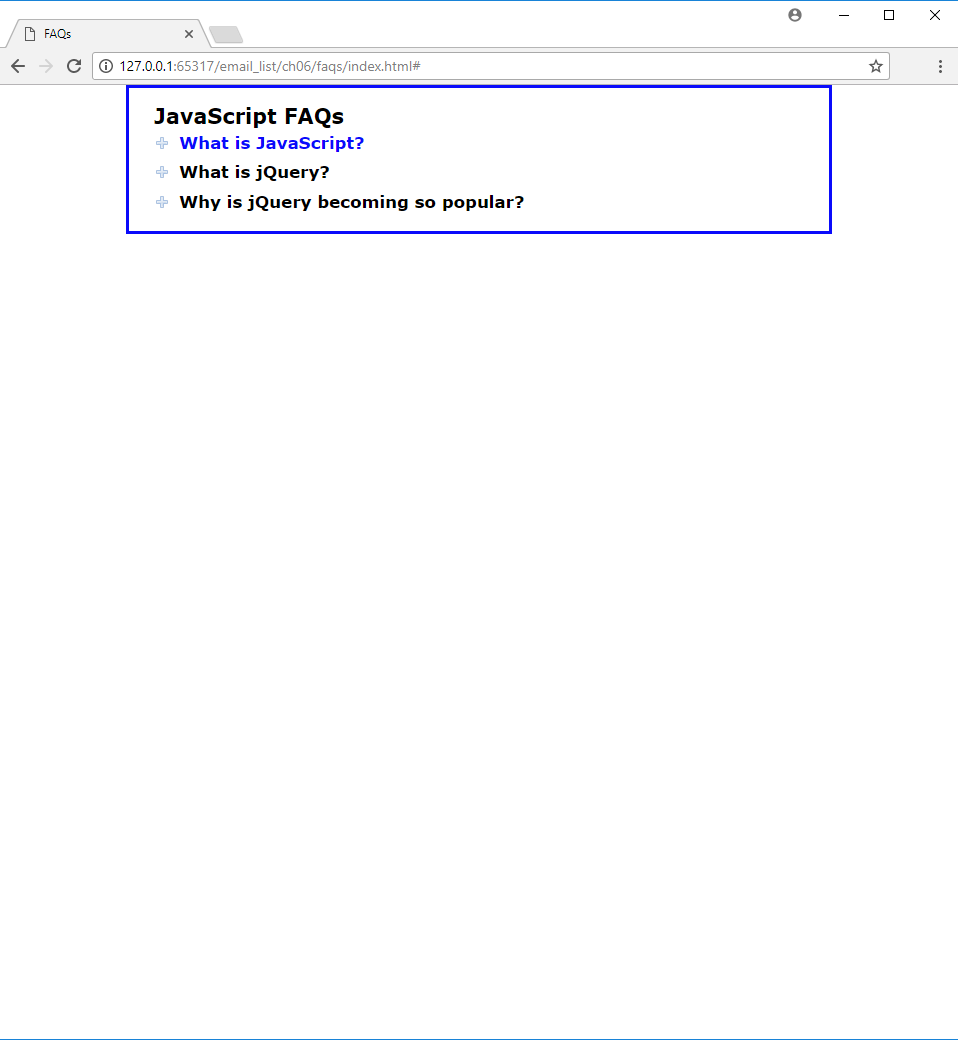 FAQs
127.0.0.1:65317/email_list/ch06/faqs/index.html#
JavaScript FAQs
What is JavaScript?
What is jQuery?
Why is jQuery becoming so popular?